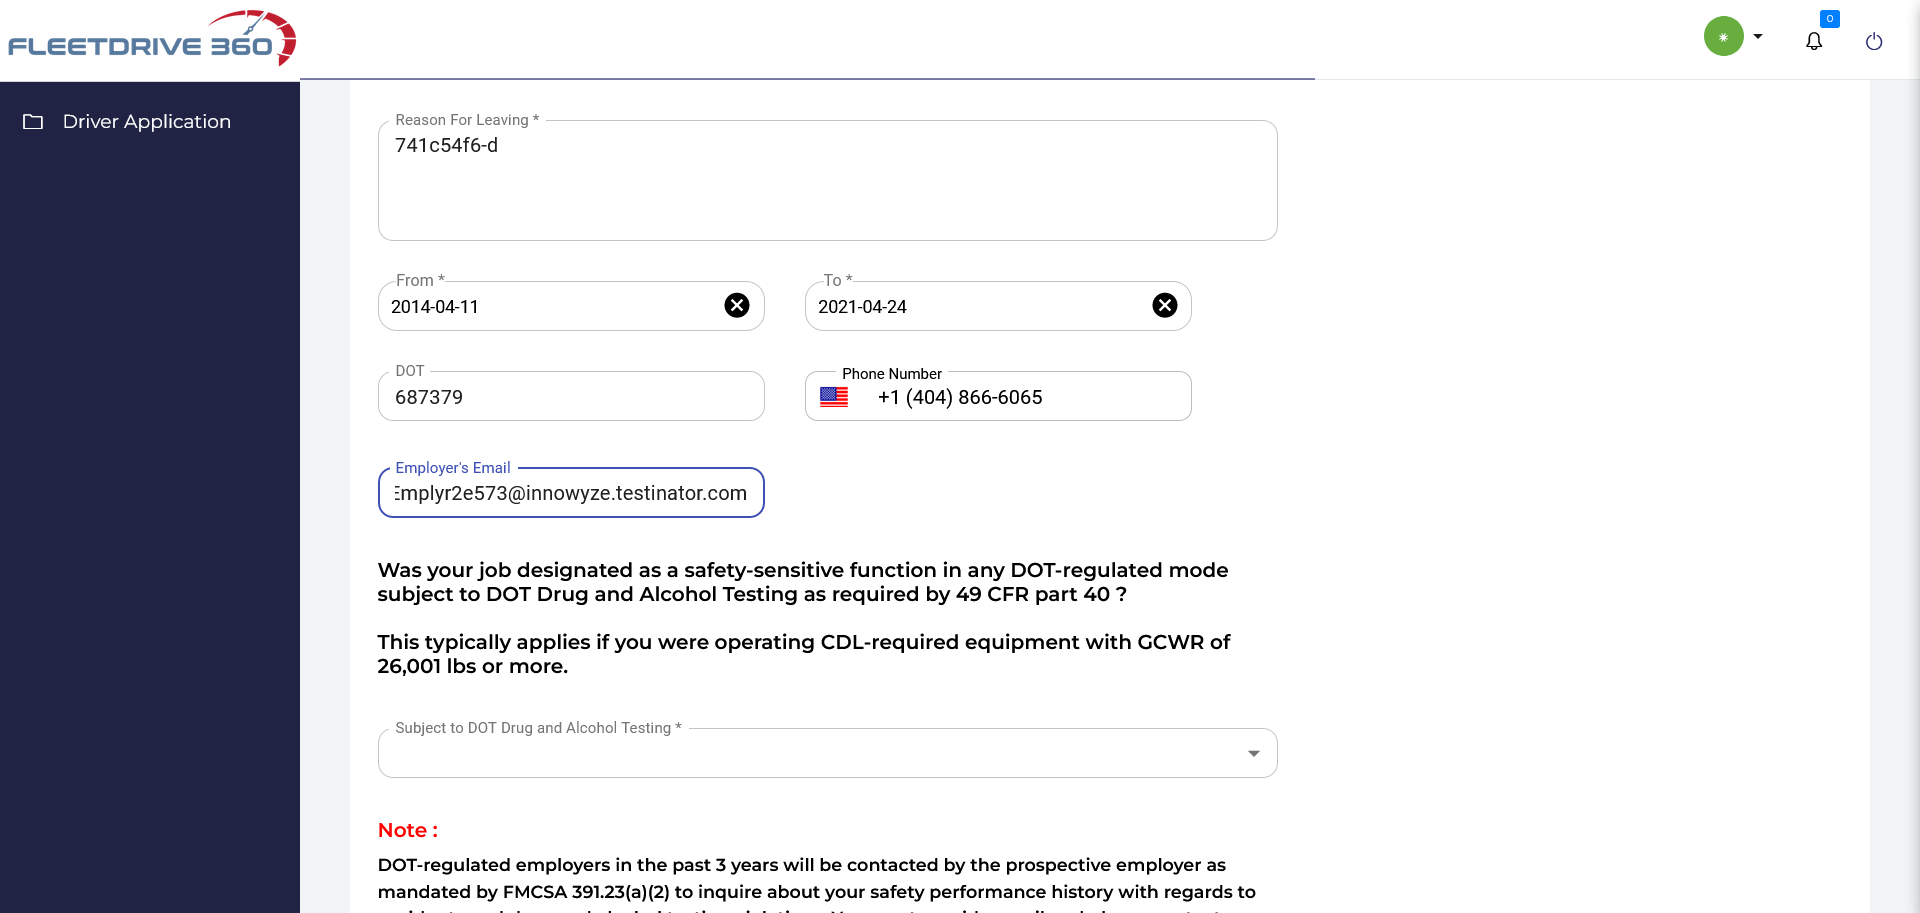 FLEETDRIVE 360
0
Driver Application
Reason For Leaving *
741c54f6-d
From *
2014-04-11
To *
2021-04-24
DOT
687379
Phone Number
+1 (404) 866-6065
Employer's Email
Emplyr2e573@innowyze.testinator.com
Was your job designated as a safety-sensitive function in any DOT-regulated mode
subject to DOT Drug and Alcohol Testing as required by 49 CFR part 40 ?
This typically applies if you were operating CDL-required equipment with GCWR of
26,001 lbs or more.
Subject to DOT Drug and Alcohol Testing *
Note :
DOT-regulated employers in the past 3 years will be contacted by the prospective employer as
mandated by FMCSA 391.23(a)(2) to inquire about your safety performance history with regards to